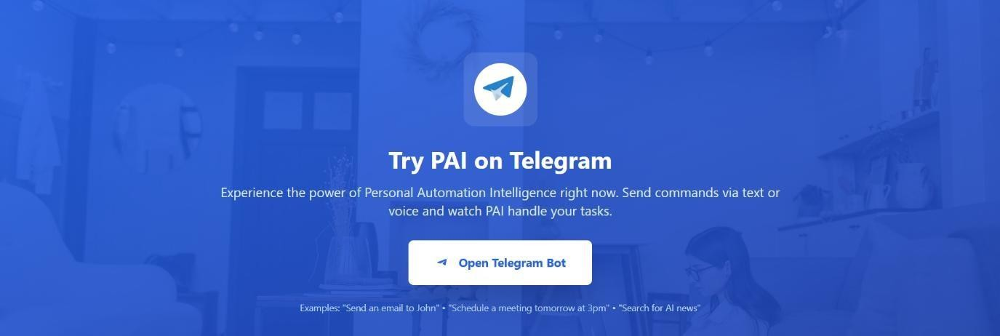 Try PAI on Telegram
Experience the power of Personal Automation Intelligence right now. Send commands via text or
voice and watch PAI handle your tasks.
Open Telegram Bot
Examples: "Send an email to John" • "Schedule a meeting tomorrow at 3pm" • "Search for AI news"